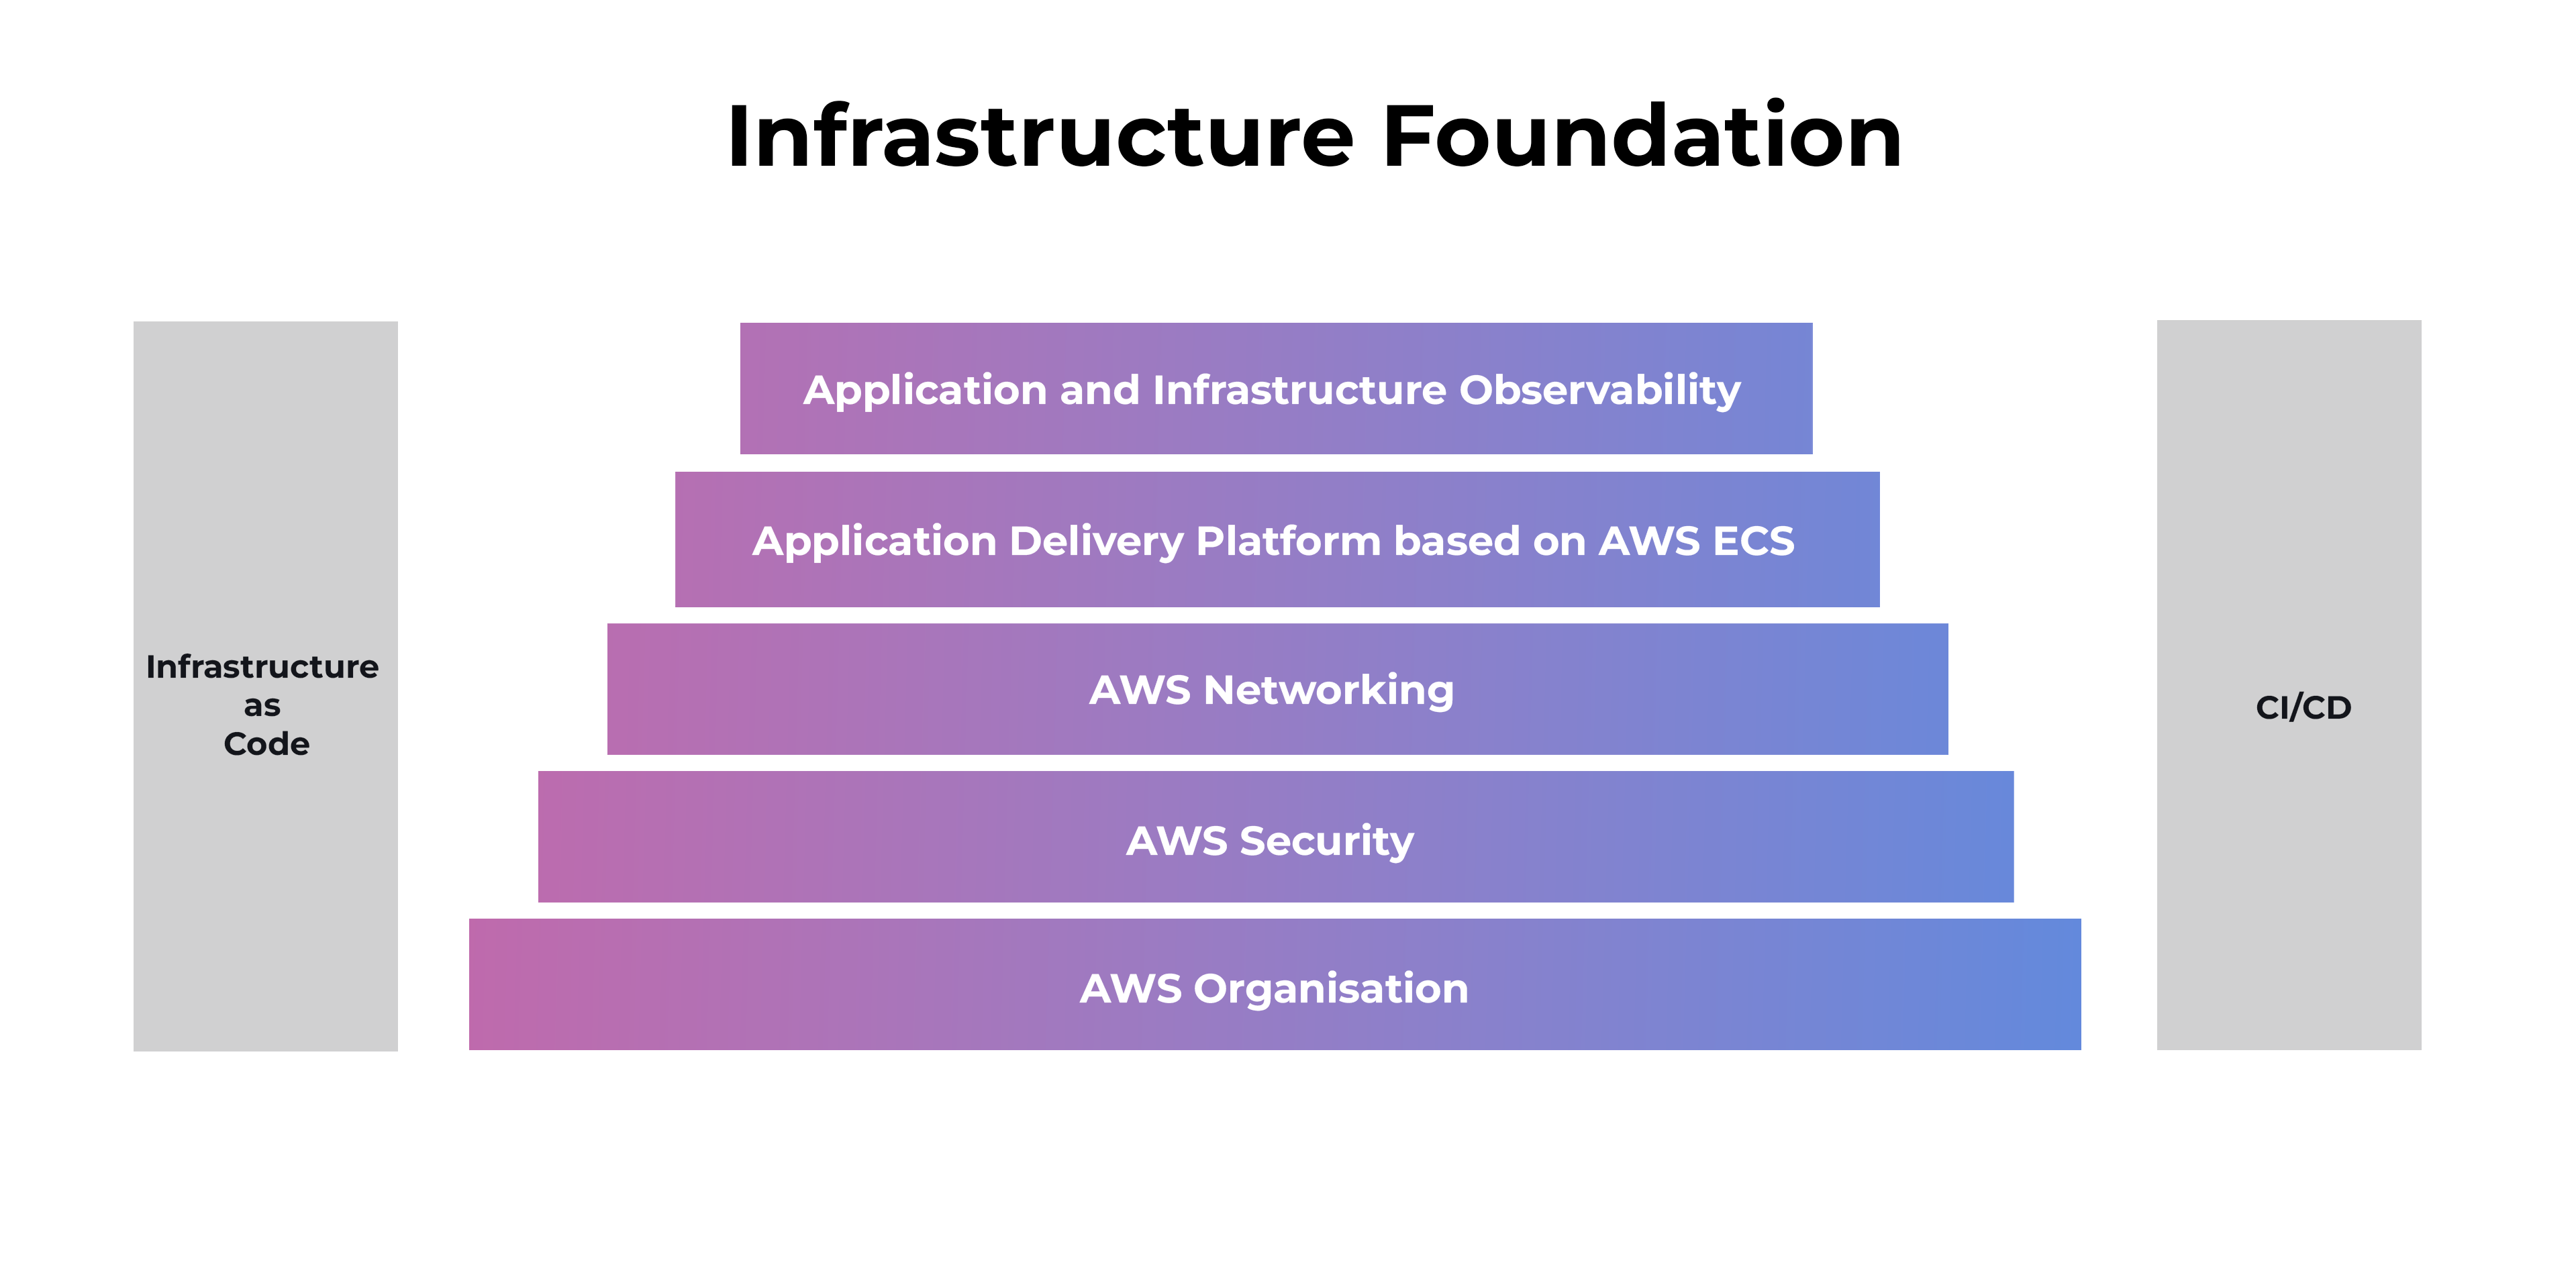 Infrastructure Foundation
Application and Infrastructure Observability
Application Delivery Platform based on AWS ECS
AWS Networking
AWS Security
AWS Organisation
Infrastructure
as
Code
CI/CD